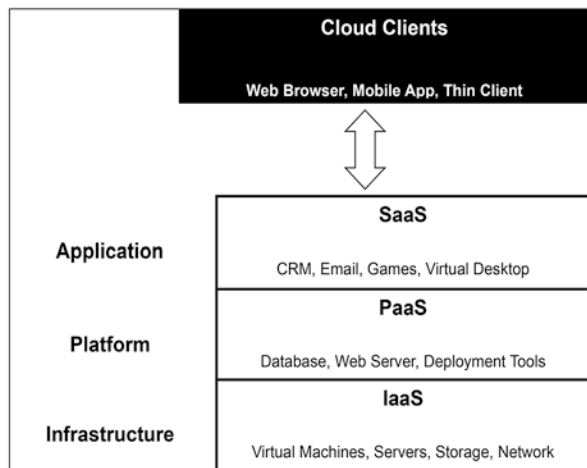 Cloud Clients
Web Browser, Mobile App, Thin Client
SaaS
Application
CRM, Email, Games, Virtual Desktop
PaaS
Platform
Database, Web Server, Deployment Tools
IaaS
Infrastructure
Virtual Machines, Servers, Storage, Network